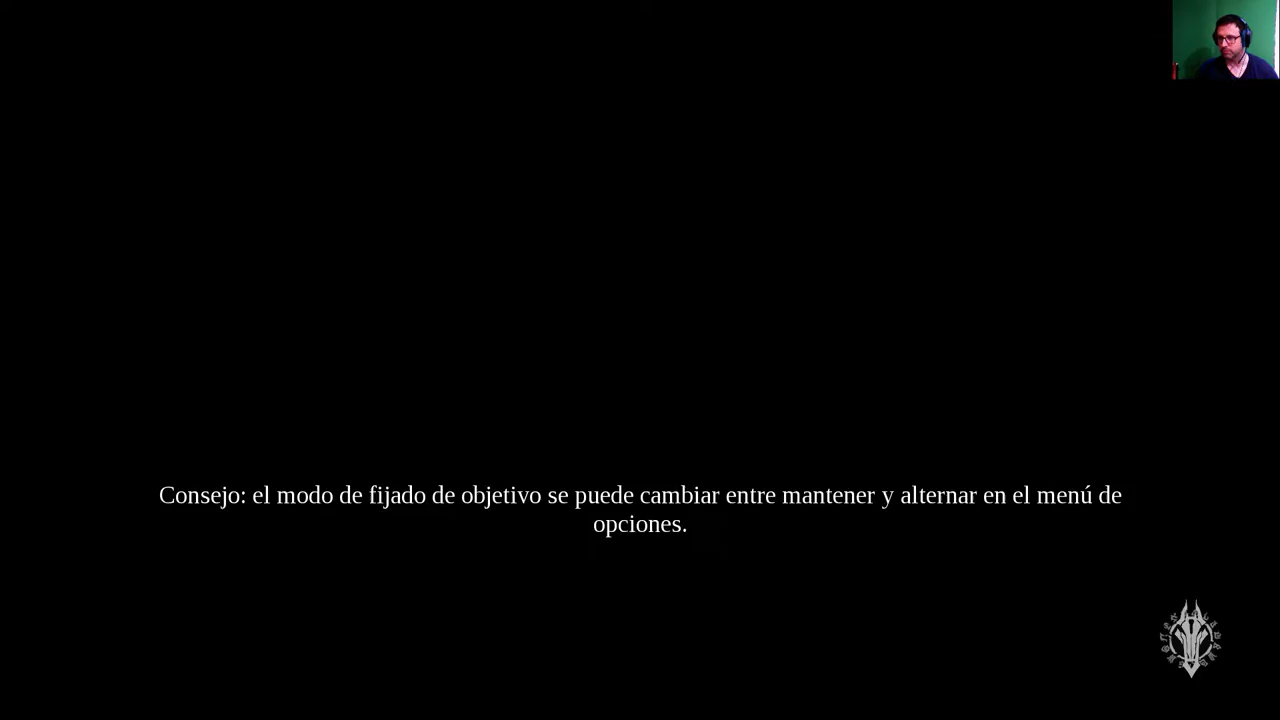 Consejo: el modo de fijado de objetivo se puede cambiar entre mantener y alternar en el menú de
opciones.